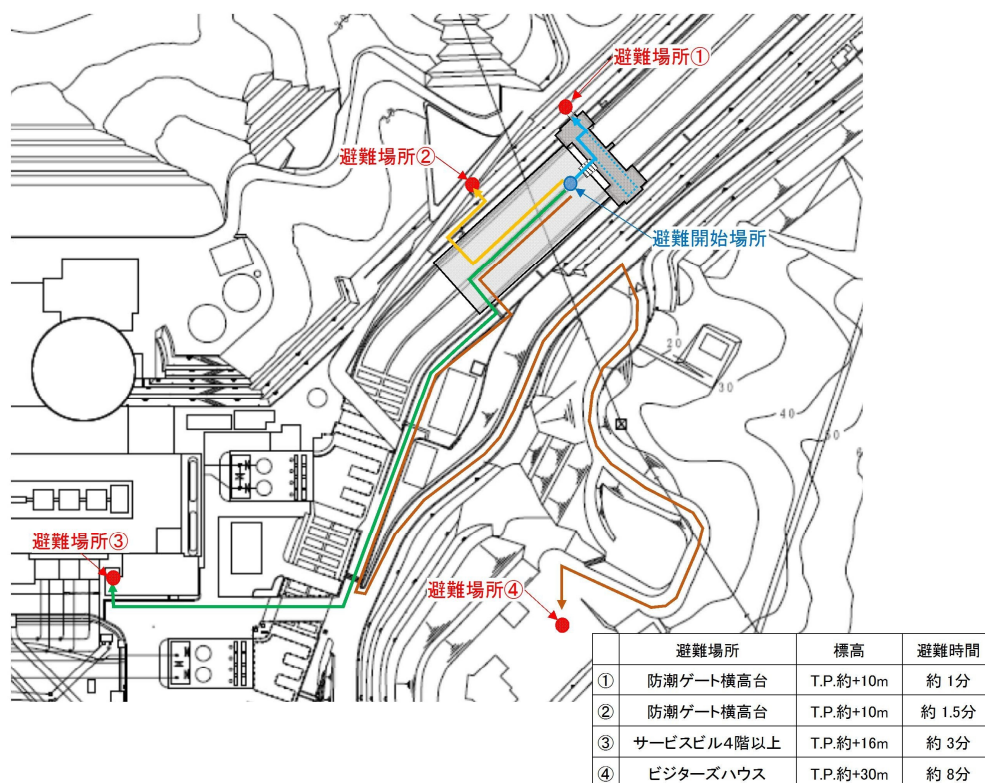 避難場所①
避難場所②
避難開始場所
20
30
40
50
避難場所③
避難場所④
避難場所 標高 避難時間
① 防潮ゲート横高台 T.P.約+10m 約 1分
② 防潮ゲート横高台 T.P.約+10m 約 1.5分
③ サービスビル4階以上 T.P.約+16m 約 3分
④ ビジターズハウス T.P.約+30m 約 8分